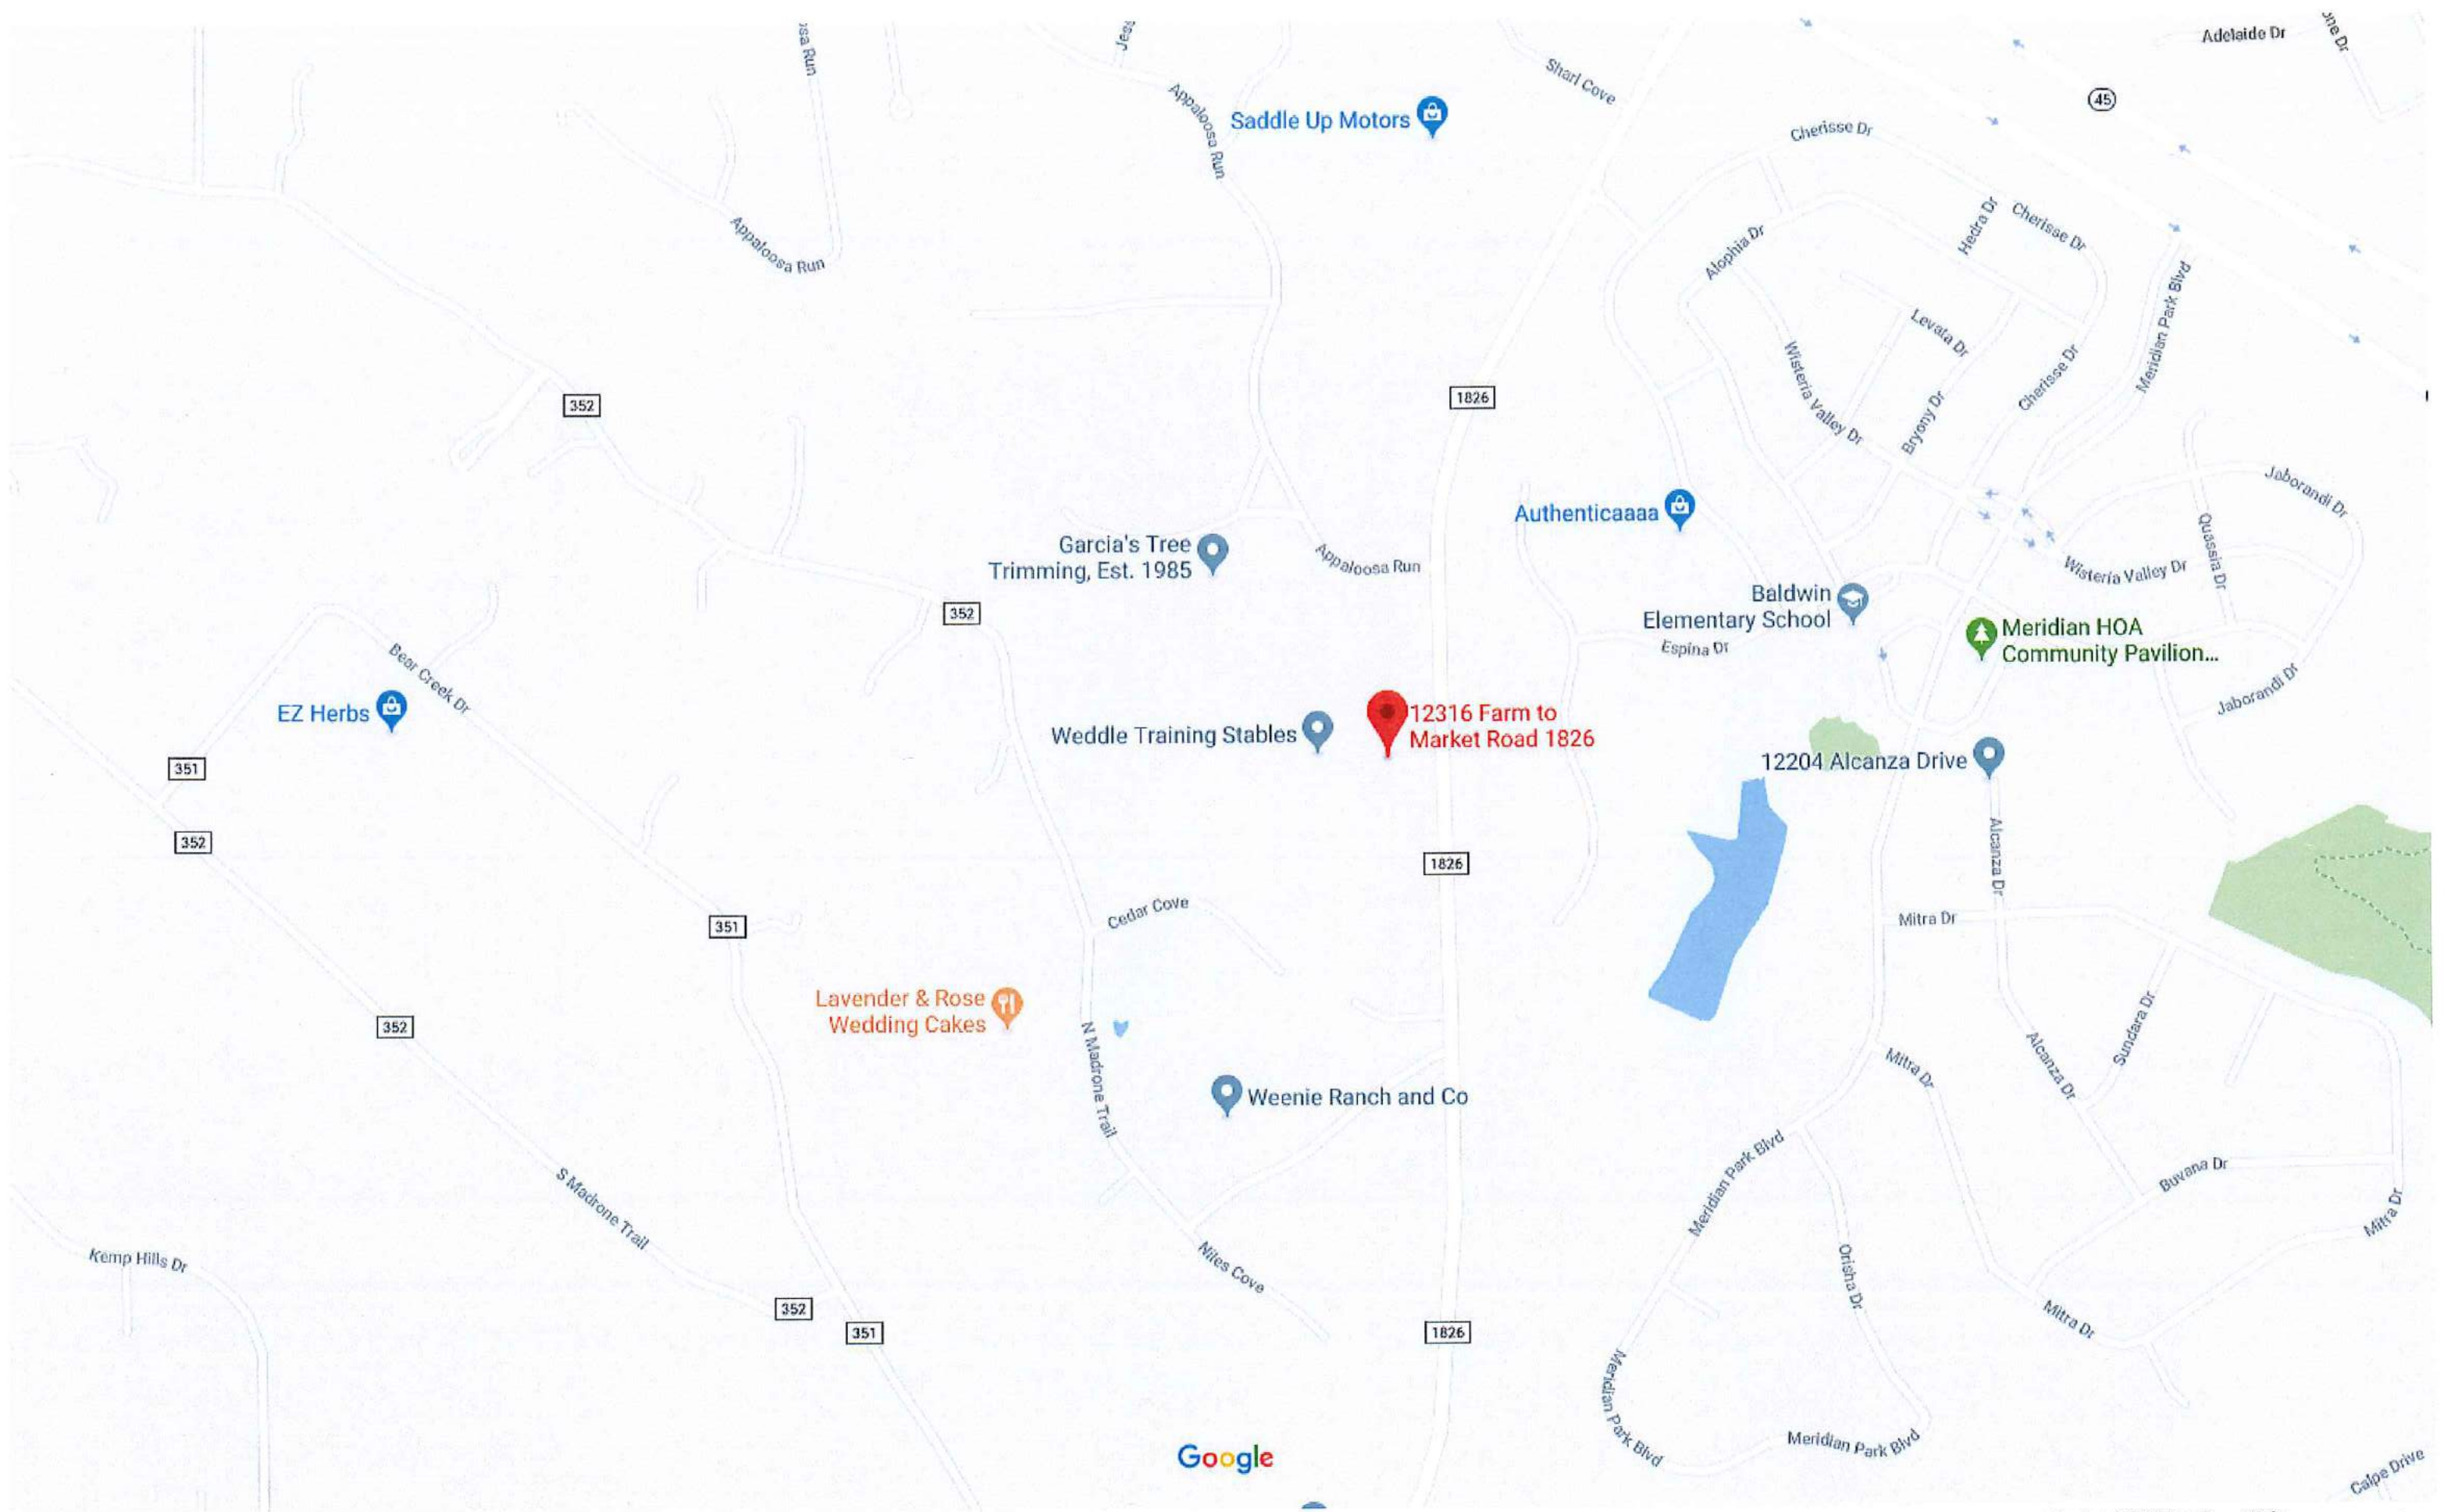 osa Run
Adelaide Dr
one Dr
Sharl Cove
45
Appaloosa Run
Saddle Up Motors
Cherisse Dr
Hedra Dr
Cherisse Dr
Alophia Dr
Appaloosa Run
Meridian Park Blvd
Levata Dr
Wisteria Valley Dr
Cherisse Dr
Bryony Dr
352
1826
Jaborandi Dr
Authenticaaaa
Quassia Dr
Garcia's Tree
Trimming, Est. 1985
Appaloosa Run
Wisteria Valley Dr
352
Baldwin
Elementary School
Espina Dr
Meridian HOA
Community Pavilion...
Jaborandi Dr
Bear Creek Dr
EZ Herbs
Weddle Training Stables
12316 Farm to
Market Road 1826
12204 Alcanza Drive
351
352
1826
Alcanza Dr
Cedar Cove
Mitra Dr
351
Lavender & Rose
Wedding Cakes
352
N Madrone Trail
Sundara Dr
Alcanza Dr
Mitra Dr
Weenie Ranch and Co
Meridian Park Blvd
Buvana Dr
S Madrone Trail
Mitra Dr
Kemp Hills Dr
Niles Cove
Orisha Dr
352
351
1826
Mitra Dr
Meridian Park Blvd
Meridian Park Blvd
Google
Calpe Drive